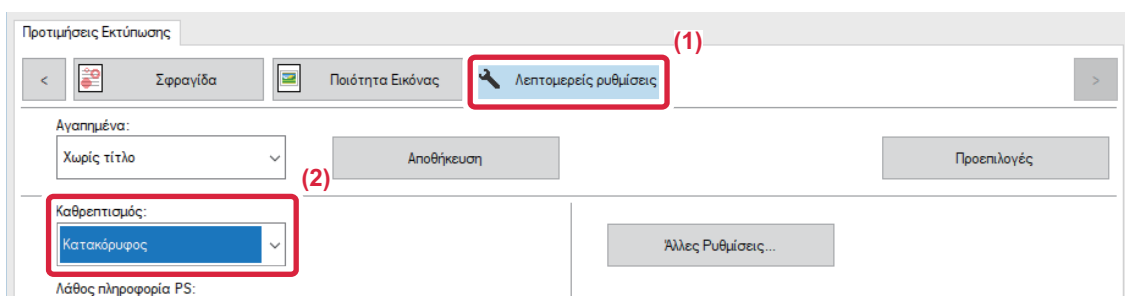 Προτιμήσεις Εκτύπωσης
(1)
< Σφραγίδα Ποιότητα Εικόνας Λεπτομερείς ρυθμίσεις >
Αγαπημένα:
Χωρίς τίτλο Αποθήκευση Προεπιλογές
(2)
Καθρεπτισμός:
Κατακόρυφος Άλλες Ρυθμίσεις...
Λάθος πληροφορία PS: